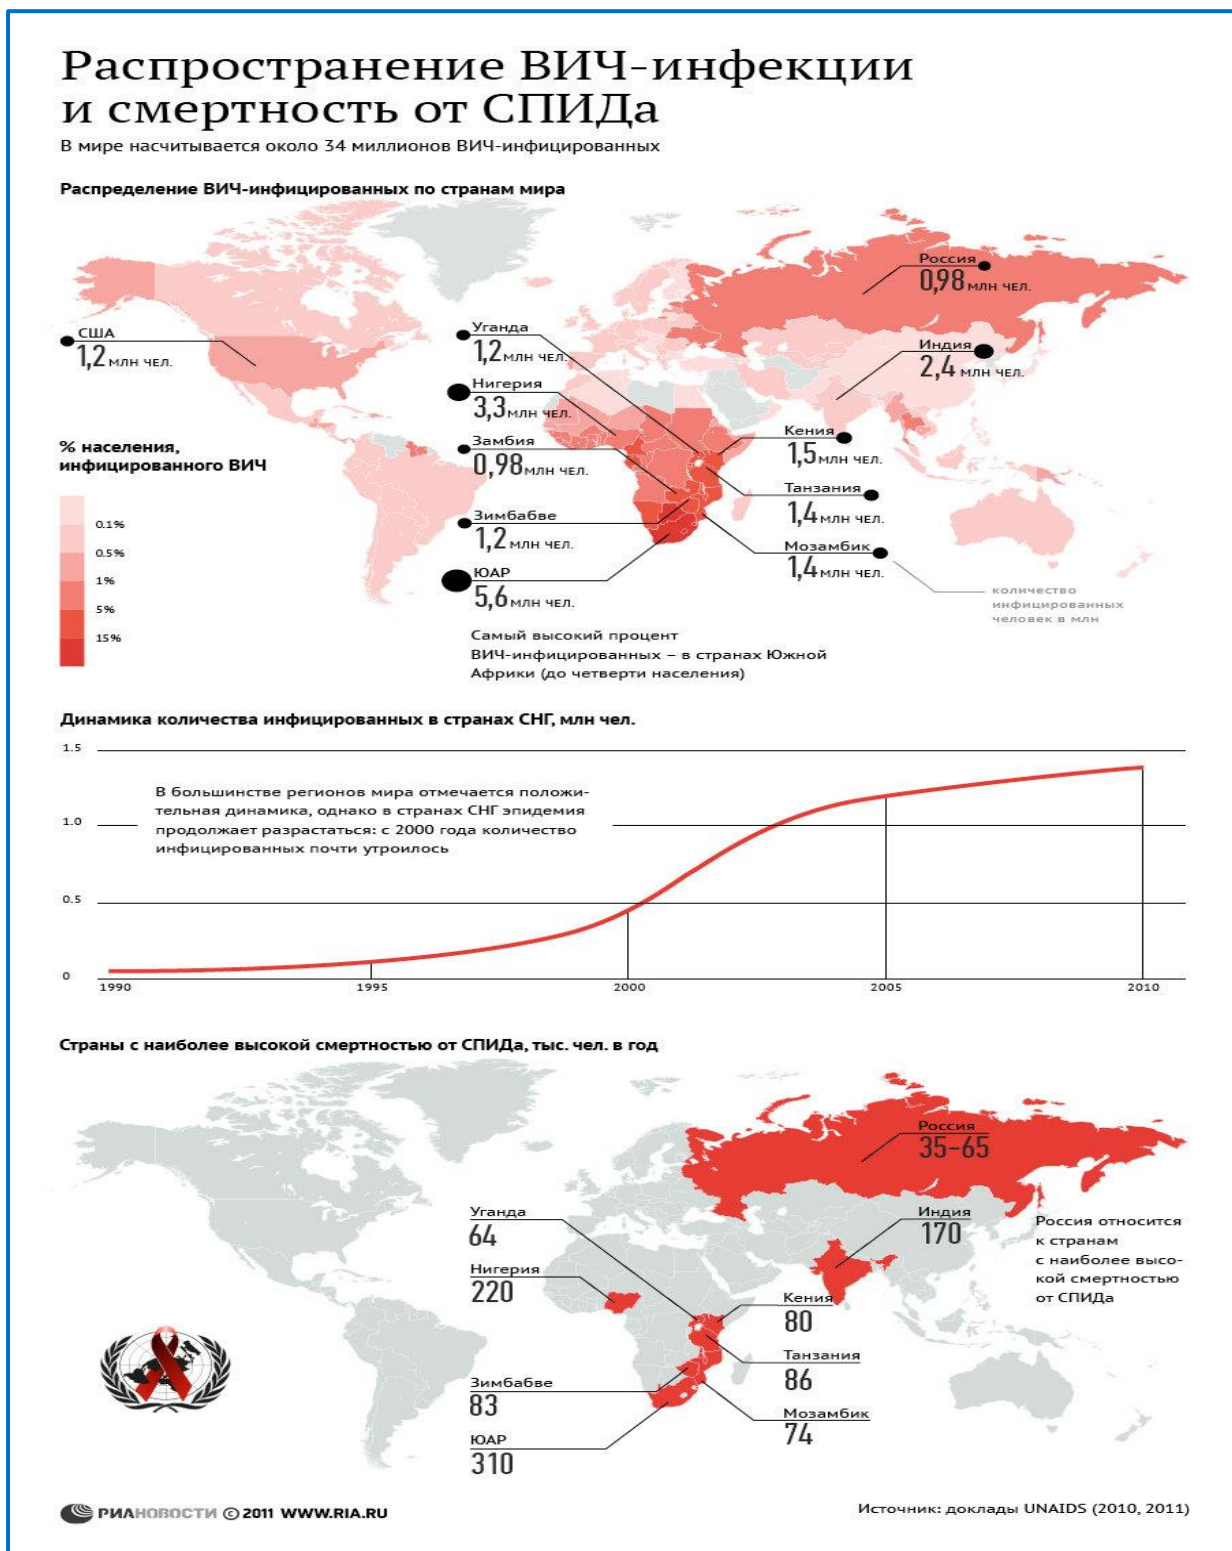 Распространение ВИЧ-инфекции
и смертность от СПИДа
В мире насчитывается около 34 миллионов ВИЧ-инфицированных
Распределение ВИЧ-инфицированных по странам мира
США
1,2 млн чел.
Уганда
1,2 млн чел.
Нигерия
3,3 млн чел.
Замбия
0,98 млн чел.
Зимбабве
1,2 млн чел.
ЮАР
5,6 млн чел.
Россия
0,98 млн чел.
Индия
2,4 млн чел.
Кения
1,5 млн чел.
Танзания
1,4 млн чел.
Мозамбик
1,4 млн чел.
количество
инфицированных
человек в млн
% населения,
инфицированного ВИЧ
0.1%
0.5%
1%
5%
15%
Самый высокий процент
ВИЧ-инфицированных – в странах Южной
Африки (до четверти населения)
Динамика количества инфицированных в странах СНГ, млн чел.
1.5
1.0
0.5
0
В большинстве регионов мира отмечается положи-
тельная динамика, однако в странах СНГ эпидемия
продолжает разрастаться: с 2000 года количество
инфицированных почти утроилось
1990
1995
2000
2005
2010
Страны с наиболее высокой смертностью от СПИДа, тыс. чел. в год
Россия
35–65
Уганда
64
Нигерия
220
Индия
170
Россия относится
к странам
с наиболее высо-
кой смертностью
от СПИДа
Кения
80
Танзания
86
Мозамбик
74
Зимбабве
83
ЮАР
310
РИАНОВОСТИ © 2011 WWW.RIA.RU
Источник: доклады UNAIDS (2010, 2011)